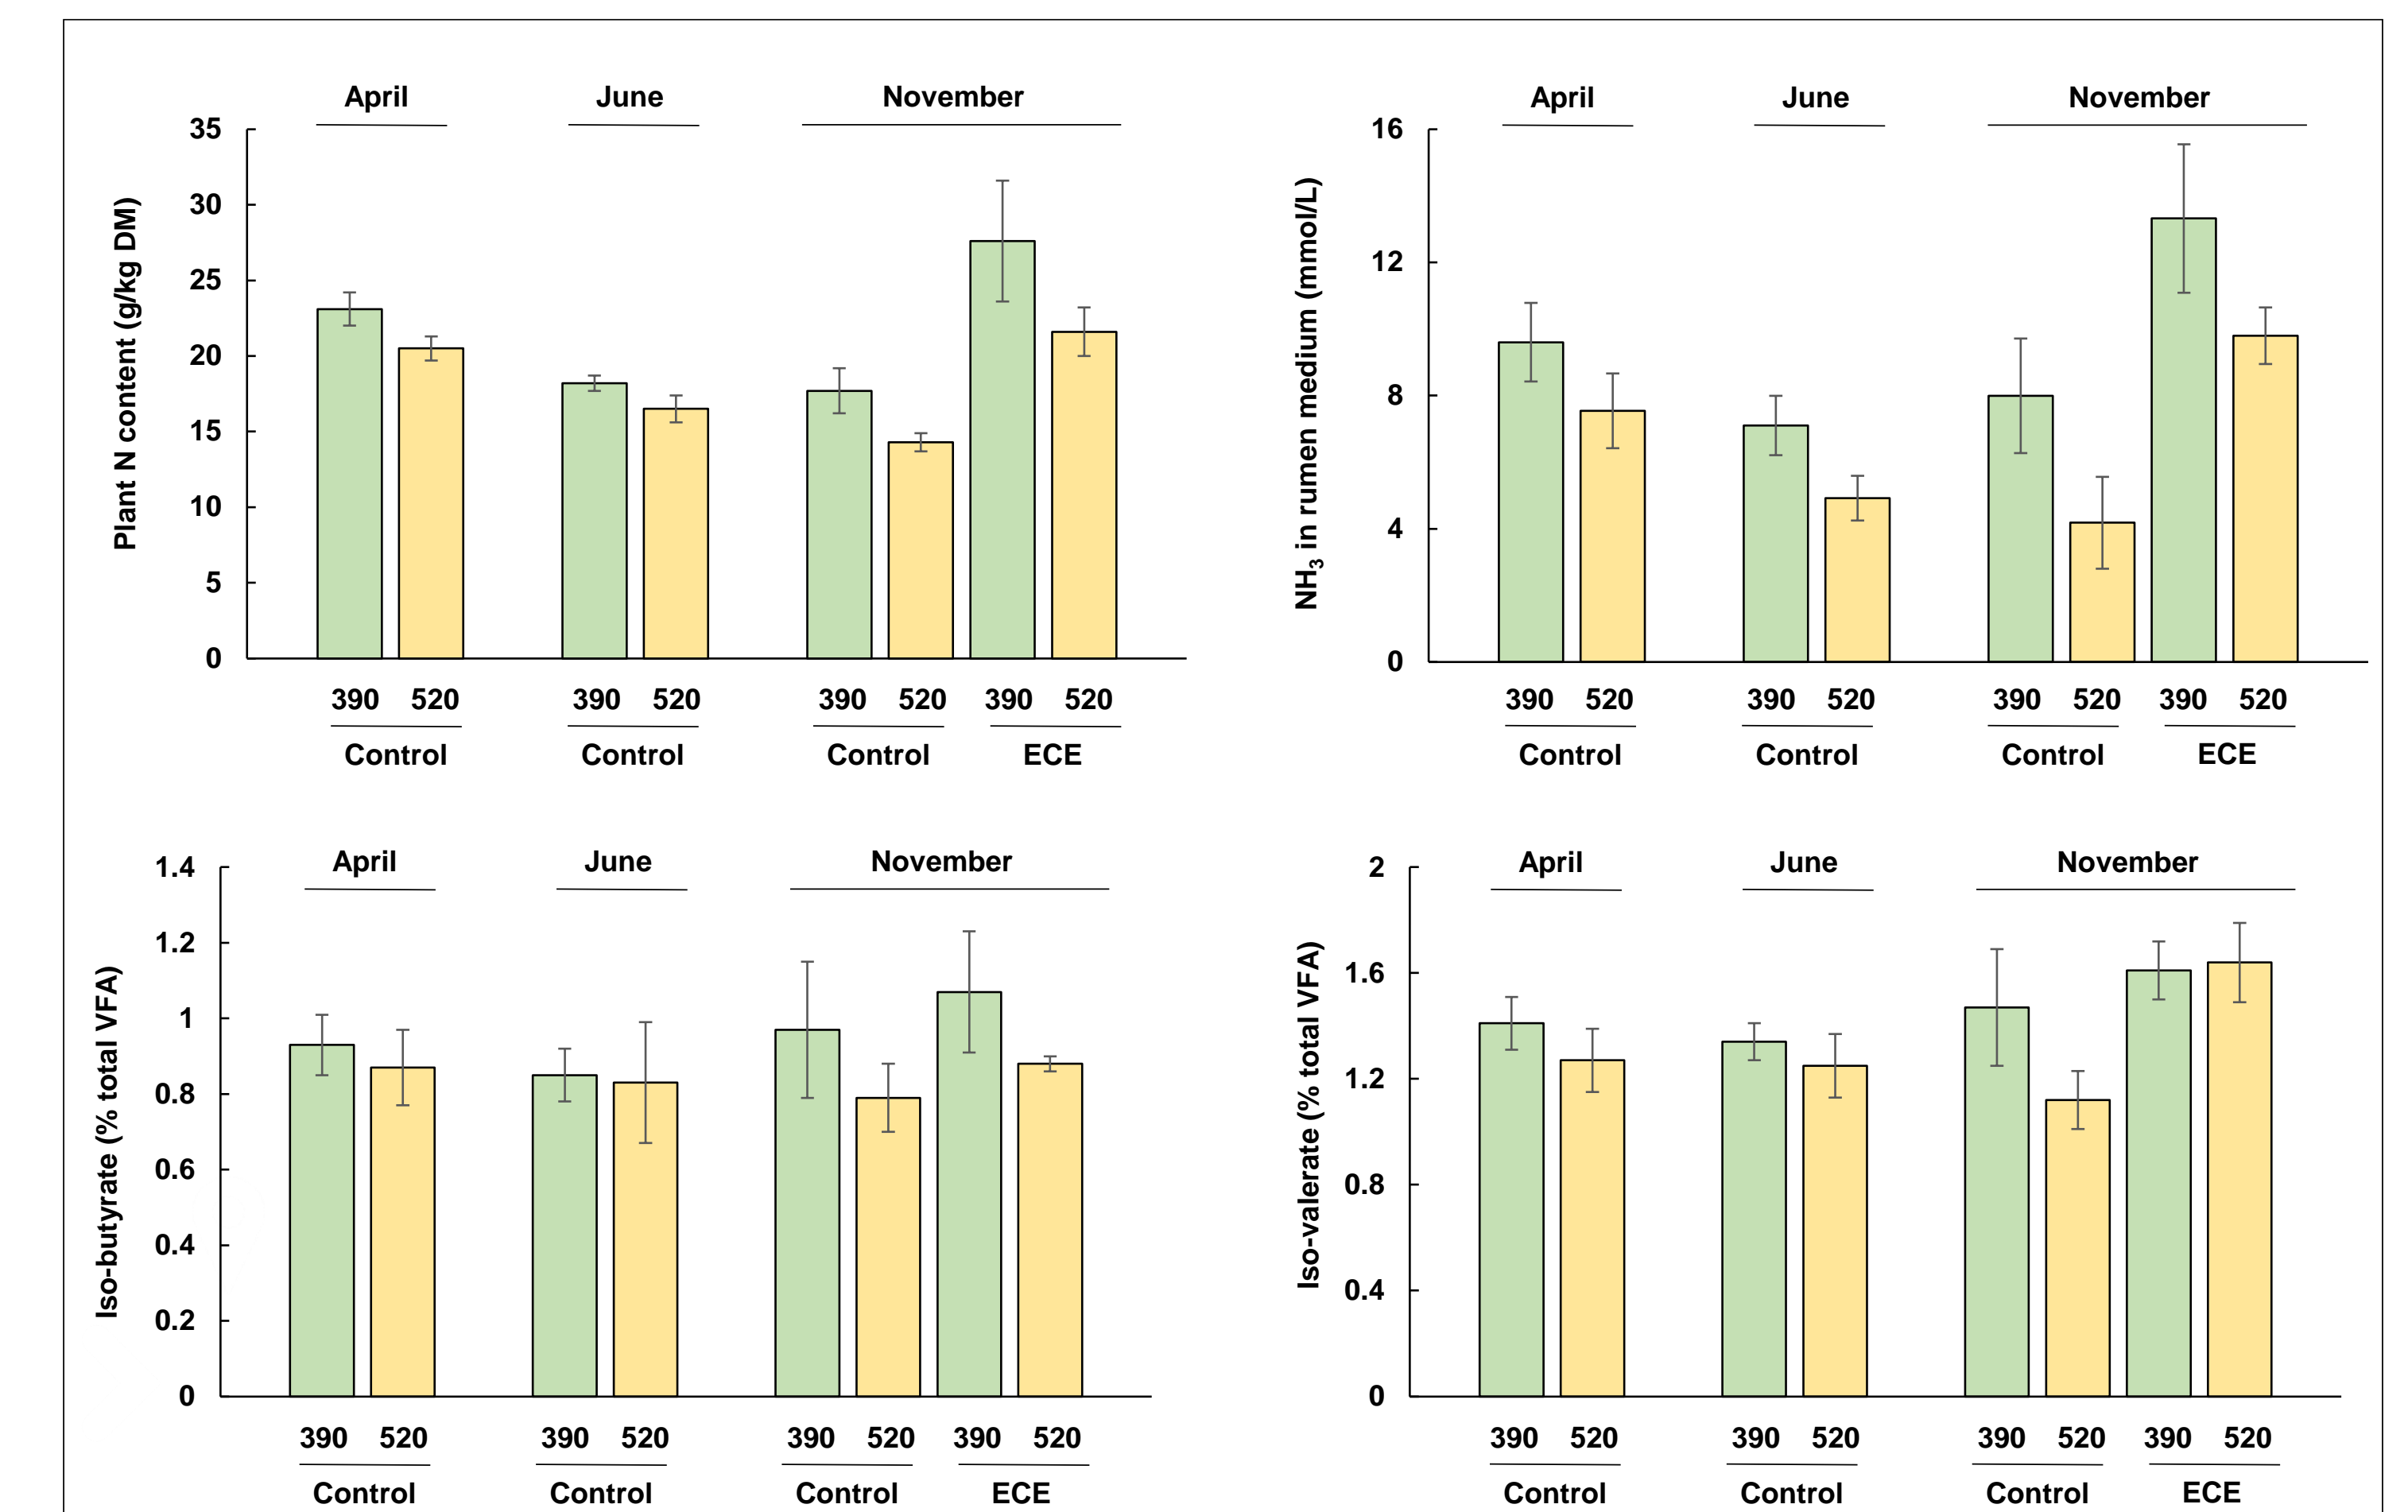 April June November
35
30
25
20
15
10
5
0
Plant N content (g/kg DM)
390 520 390 520 390 520 390 520
Control Control Control ECE
April June November
16
12
8
4
0
NH₃ in rumen medium (mmol/L)
390 520 390 520 390 520 390 520
Control Control Control ECE
April June November
1.4
1.2
1
0.8
0.6
0.4
0.2
0
Iso-butyrate (% total VFA)
390 520 390 520 390 520 390 520
Control Control Control ECE
April June November
2
1.6
1.2
0.8
0.4
0
Iso-valerate (% total VFA)
390 520 390 520 390 520 390 520
Control Control Control ECE